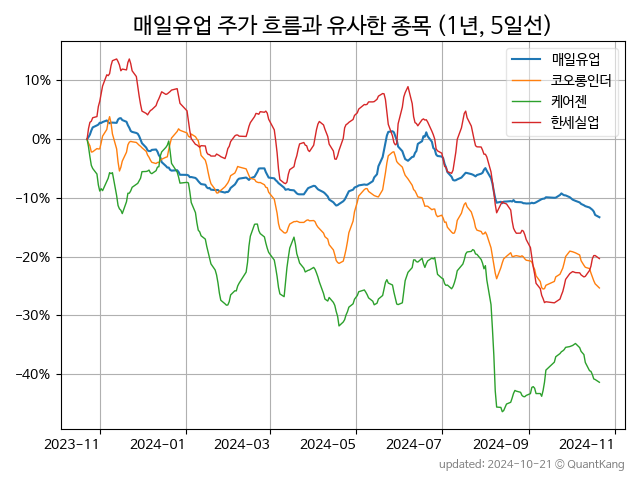 매일유업 주가 흐름과 유사한 종목 (1년, 5일선)
매일유업
코오롱인더
케어젠
한세실업
10%
0%
−10%
−20%
−30%
−40%
2023-11
2024-01
2024-03
2024-05
2024-07
2024-09
2024-11
updated: 2024-10-21 © QuantKang